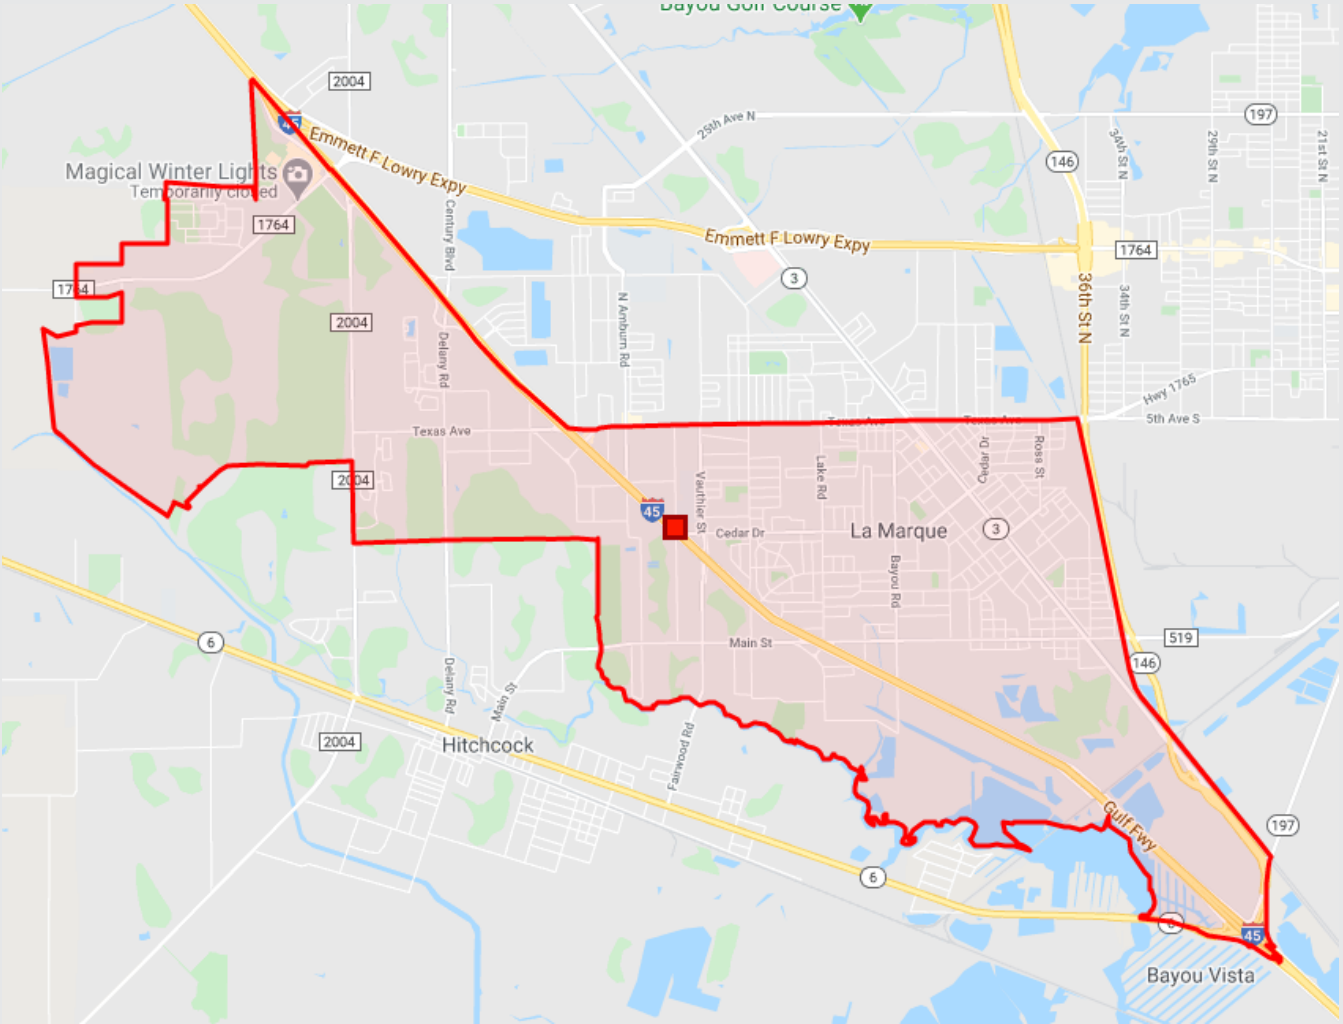 Bayou Golf Course
2004
45
Emmett F Lowry Expy
25th Ave N
197
146
34th St N
29th St N
21st St N
Magical Winter Lights
Temporarily closed
1764
Century Blvd
Emmett F Lowry Expy
1764
3
1764
36th St N
34th St N
N Amburn Rd
2004
Delany Rd
Hwy 1765
5th Ave S
Texas Ave
Texas Ave
Texas Ave
Cedar Dr
Ross St
Lake Rd
Vauthier St
2004
45
Cedar Dr
La Marque
3
Bayou Rd
Main St
519
146
6
Delany Rd
Main St
Fairwood Rd
2004
Hitchcock
Gulf Fwy
197
6
6
45
Bayou Vista